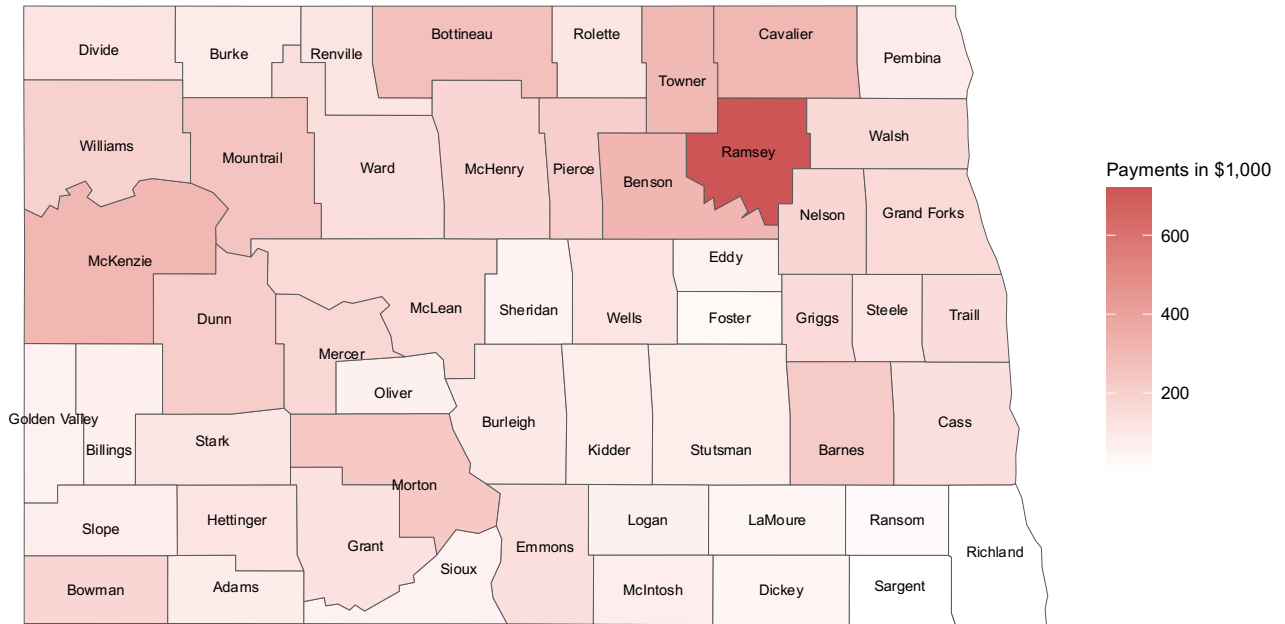 Divide
Burke
Renville
Bottineau
Rolette
Towner
Cavalier
Pembina
Williams
Mountrail
Ward
McHenry
Pierce
Benson
Ramsey
Walsh
Nelson
Grand Forks
McKenzie
Dunn
McLean
Sheridan
Wells
Eddy
Foster
Griggs
Steele
Traill
Mercer
Oliver
Golden Valley
Billings
Stark
Burleigh
Kidder
Stutsman
Barnes
Cass
Morton
Slope
Hettinger
Grant
Sioux
Emmons
Logan
LaMoure
Ransom
Richland
Bowman
Adams
McIntosh
Dickey
Sargent
Payments in $1,000
600
400
200